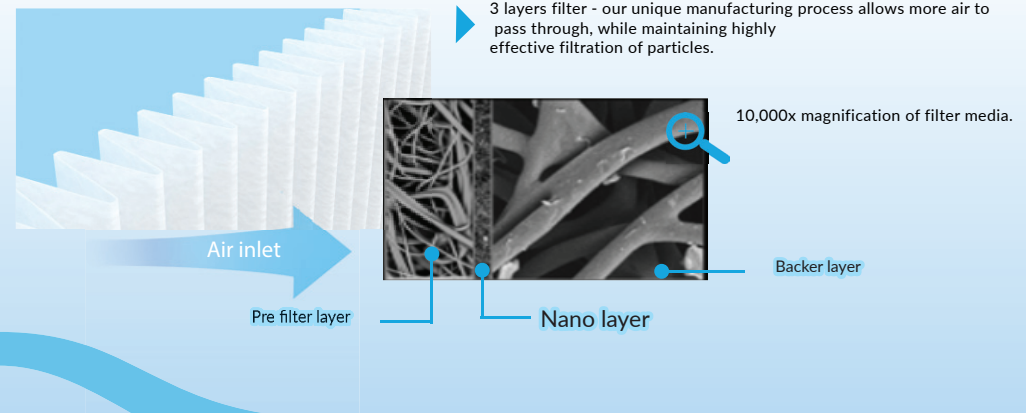 3 layers filter - our unique manufacturing process allows more air to
pass through, while maintaining highly
effective filtration of particles.
10,000x magnification of filter media.
Air inlet
Backer layer
Pre filter layer
Nano layer